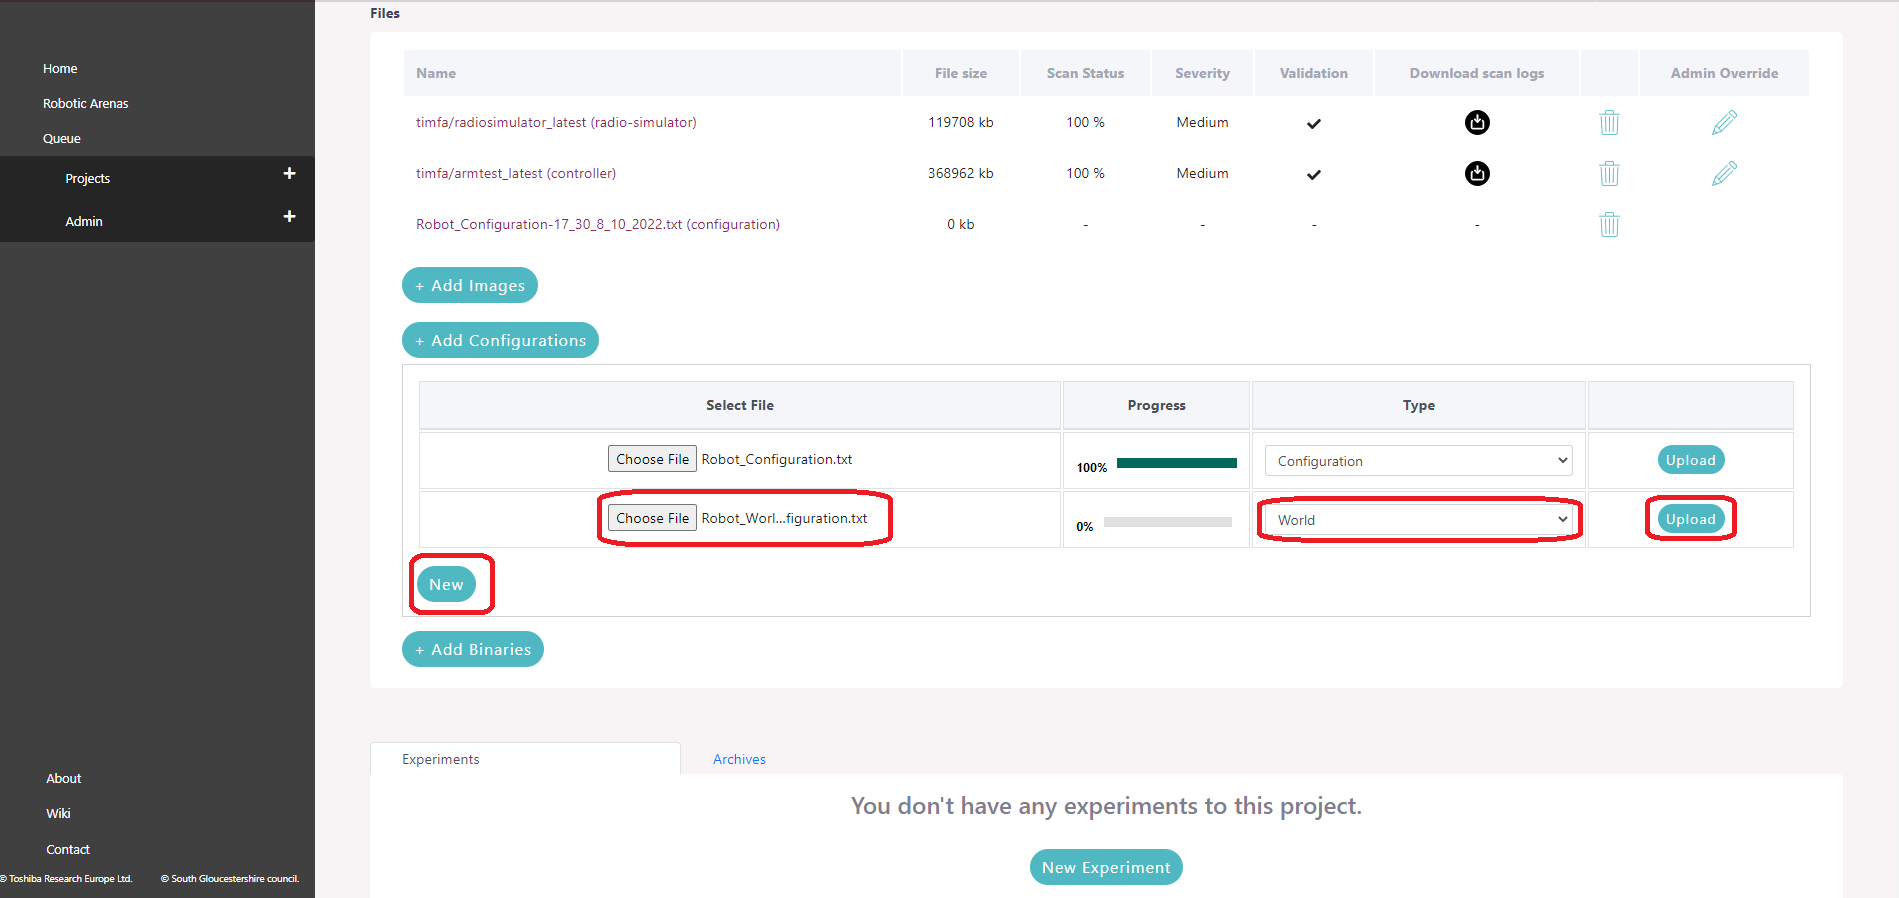 Files
Home
Robotic Arenas
Queue
Projects +
Admin +
Name File size Scan Status Severity Validation Download scan logs Admin Override
timfa/radiosimulator_latest (radio-simulator) 119708 kb 100 % Medium
timfa/armtest_latest (controller) 368962 kb 100 % Medium
Robot_Configuration-17_30_8_10_2022.txt (configuration) 0 kb - - - -
+ Add Images
+ Add Configurations
Select File Progress Type
Choose File Robot_Configuration.txt 100% Configuration Upload
Choose File Robot_Worl...figuration.txt 0% World Upload
New
+ Add Binaries
Experiments Archives
You don't have any experiments to this project.
New Experiment
About
Wiki
Contact
© Toshiba Research Europe Ltd. © South Gloucestershire council.